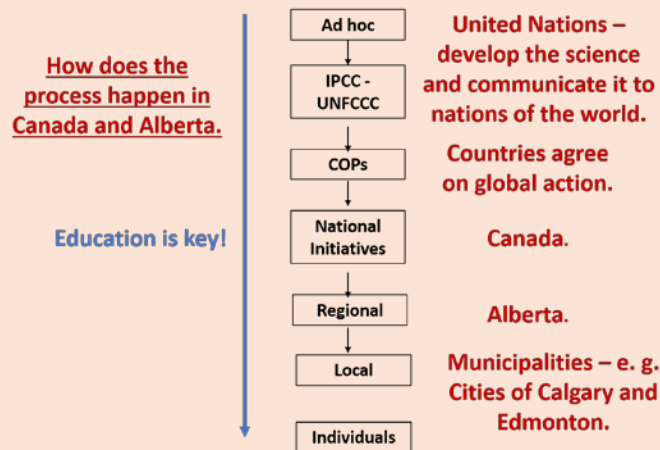 How does the
process happen in
Canada and Alberta.
Education is key!
Ad hoc
IPCC -
UNFCCC
COPs
National
Initiatives
Regional
Local
Individuals
United Nations –
develop the science
and communicate it to
nations of the world.
Countries agree
on global action.
Canada.
Alberta.
Municipalities – e. g.
Cities of Calgary and
Edmonton.